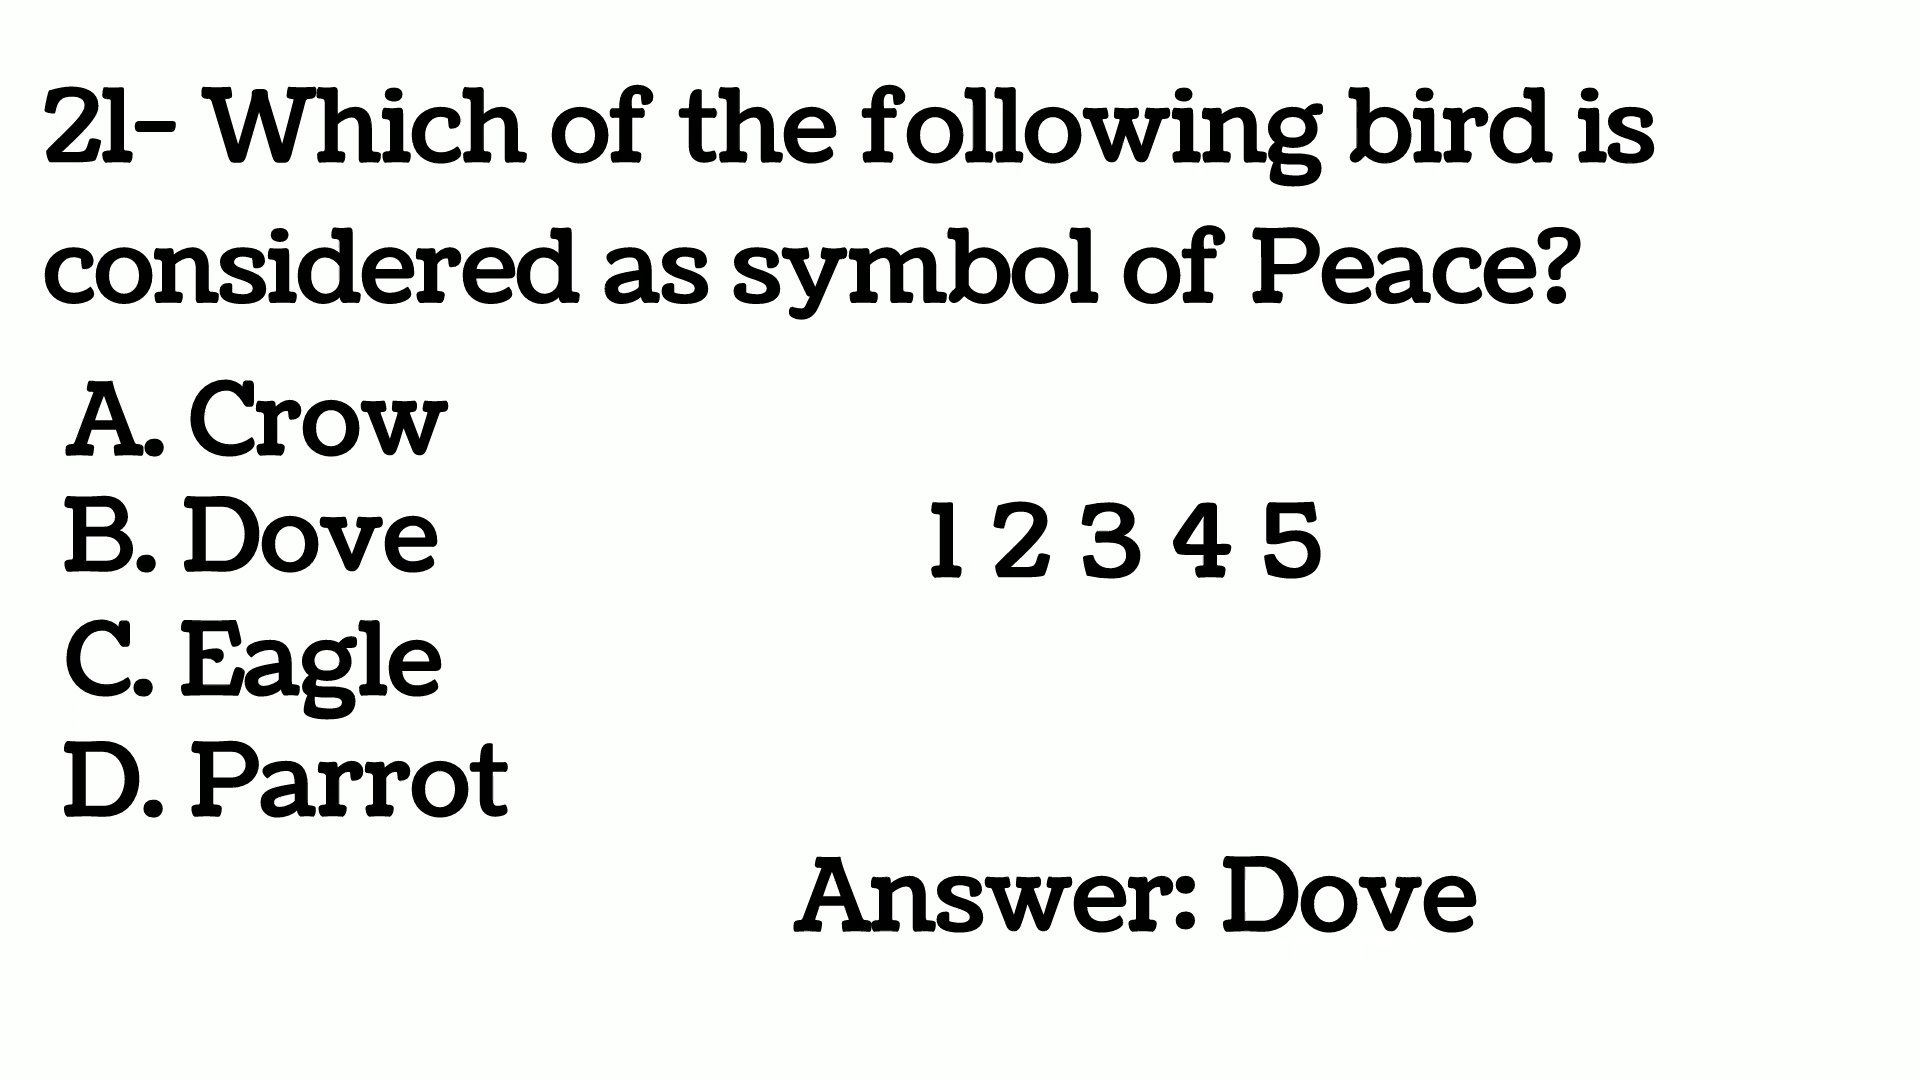 21- Which of the following bird is
considered as symbol of Peace?
A. Crow
B. Dove
1 2 3 4 5
C. Eagle
D. Parrot
Answer: Dove